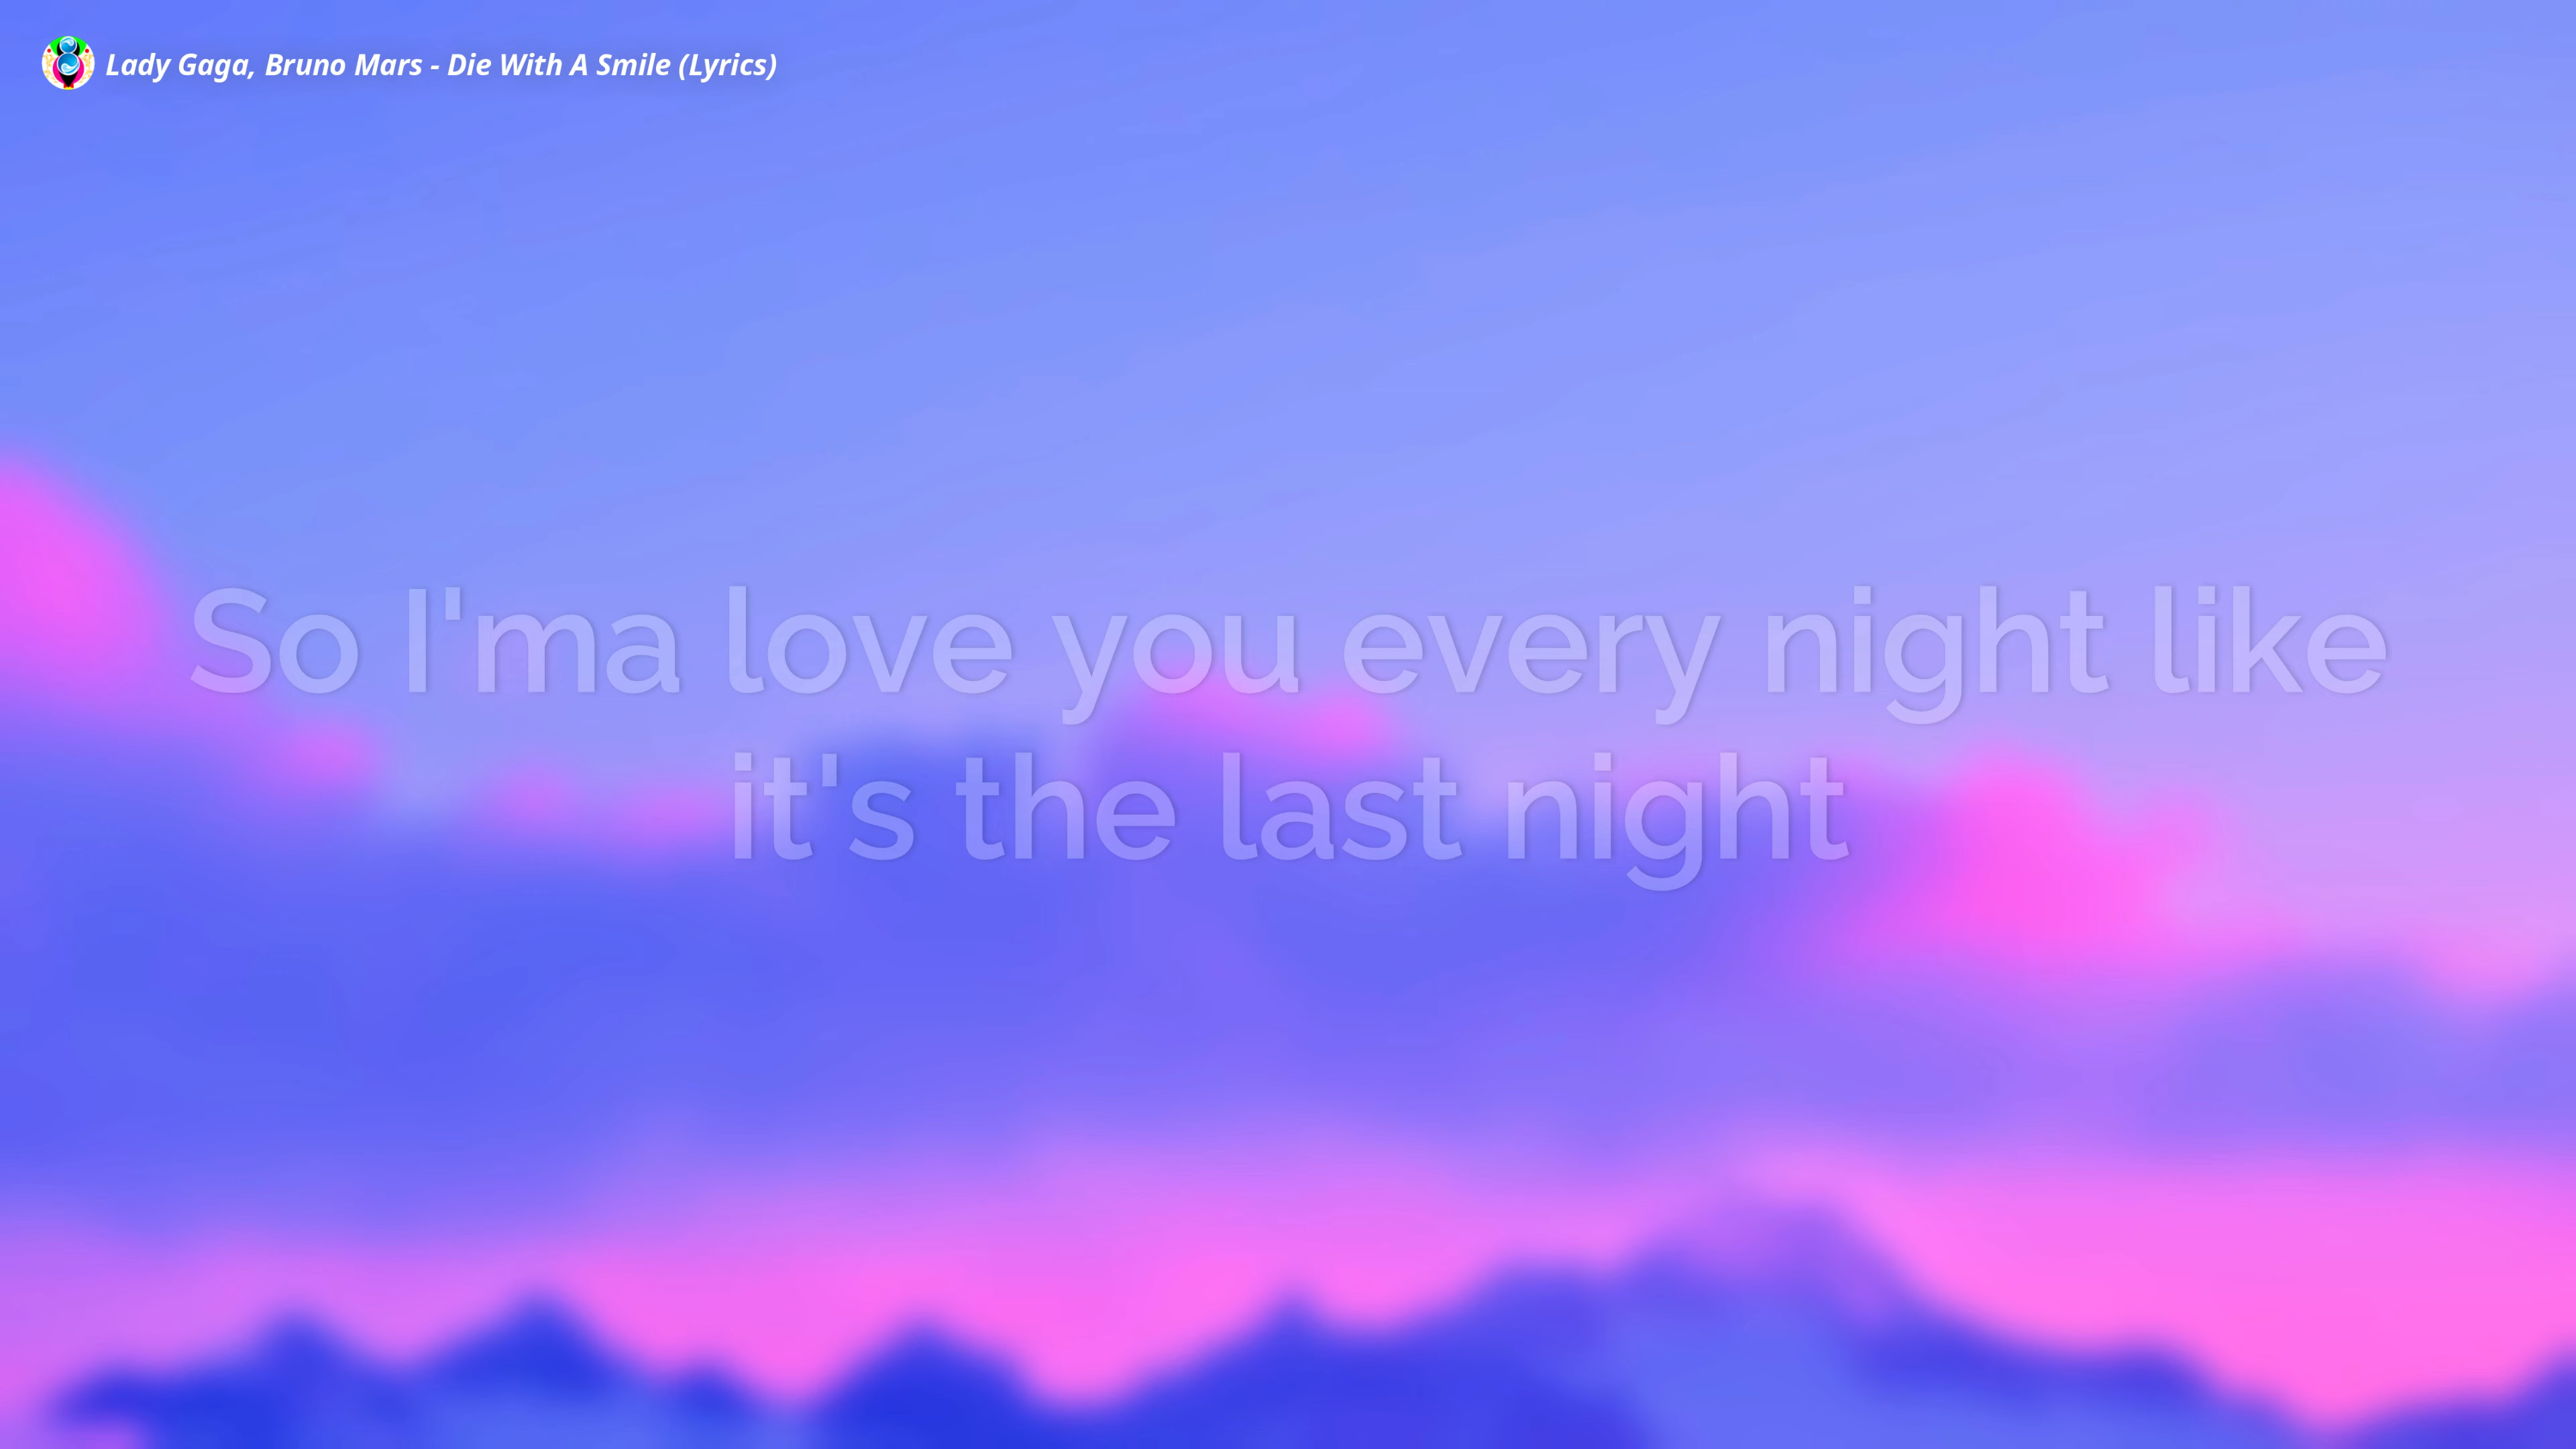 Lady Gaga, Bruno Mars - Die With A Smile (Lyrics)
So I'ma love you every night like
it's the last night